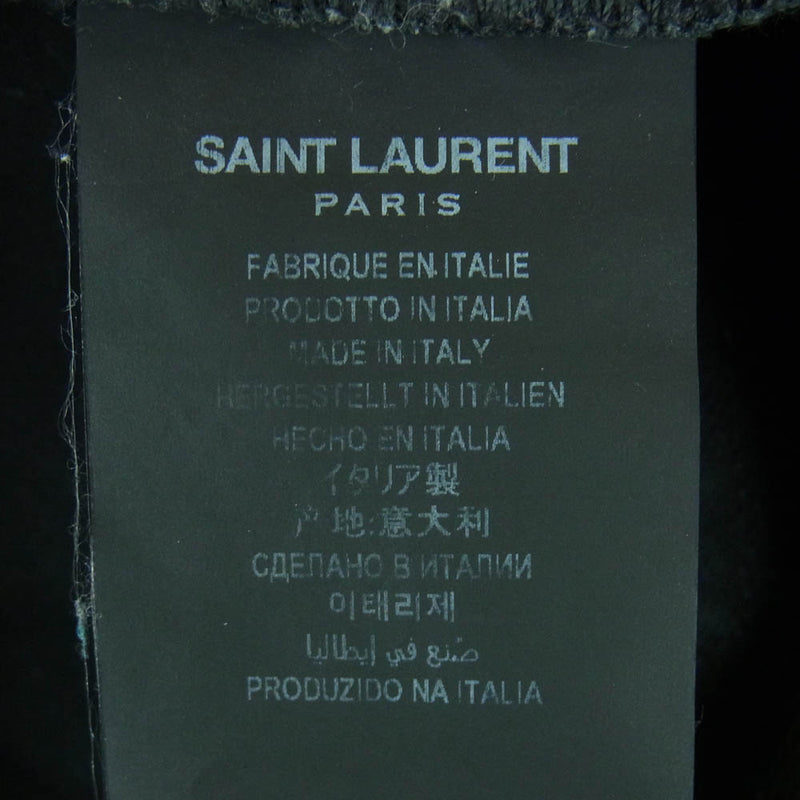 SAINT LAURENT
PARIS
FABRIQUE EN ITALIE
PRODOTTO IN ITALIA
MADE IN ITALY
HERGESTELLT IN ITALIEN
HECHO EN ITALIA
イタリア製
产地:意大利
СДЕЛАНО В ИТАЛИИ
이태리제
صنع في إيطاليا
PRODUZIDO NA ITALIA